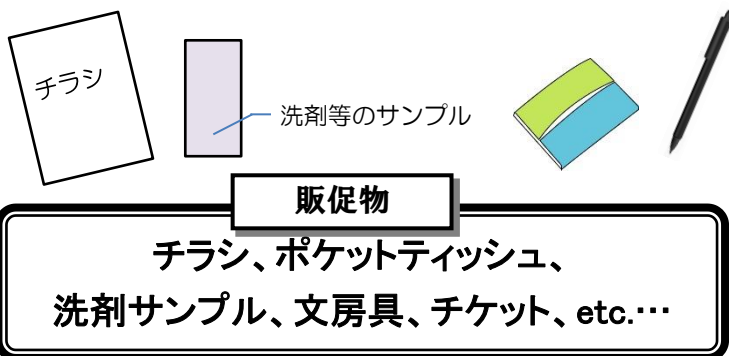 チラシ
洗剤等のサンプル
販促物
チラシ、ポケットティッシュ、
洗剤サンプル、文房具、チケット、etc.…